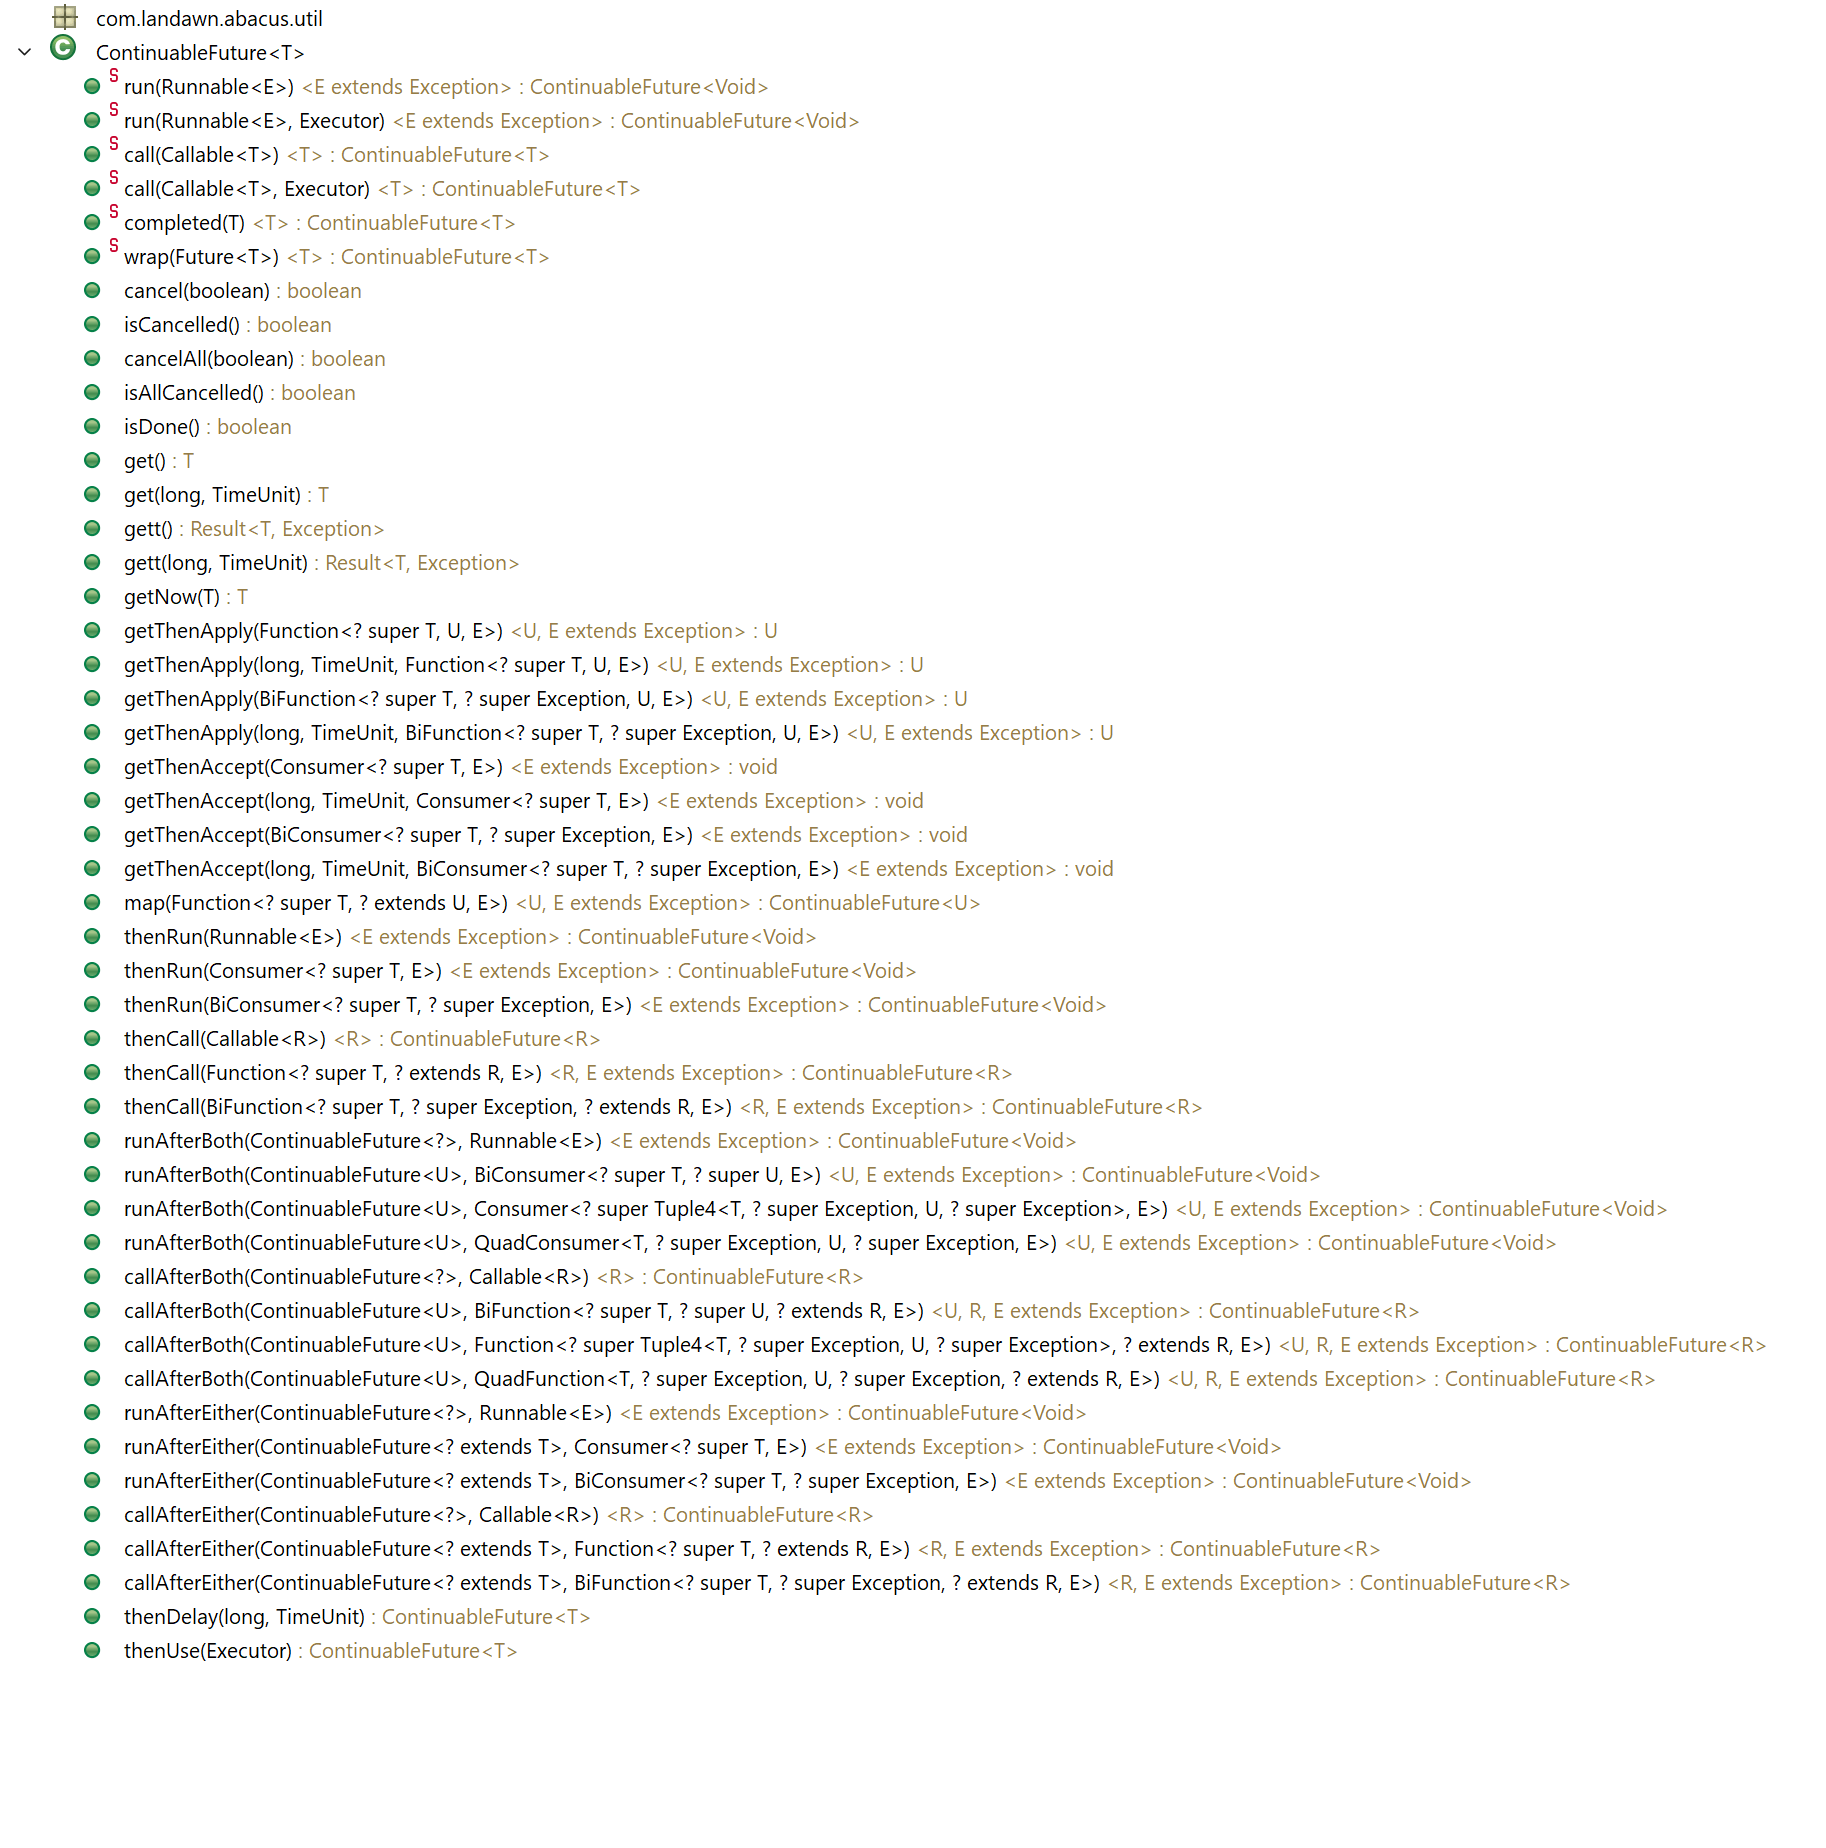 com.landawn.abacus.util
ContinuableFuture<T>
S run(Runnable<E>) <E extends Exception> : ContinuableFuture<Void>
S run(Runnable<E>, Executor) <E extends Exception> : ContinuableFuture<Void>
S call(Callable<T>) <T> : ContinuableFuture<T>
S call(Callable<T>, Executor) <T> : ContinuableFuture<T>
S completed(T) <T> : ContinuableFuture<T>
S wrap(Future<T>) <T> : ContinuableFuture<T>
cancel(boolean) : boolean
isCancelled() : boolean
cancelAll(boolean) : boolean
isAllCancelled() : boolean
isDone() : boolean
get() : T
get(long, TimeUnit) : T
gett() : Result<T, Exception>
gett(long, TimeUnit) : Result<T, Exception>
getNow(T) : T
getThenApply(Function<? super T, U, E>) <U, E extends Exception> : U
getThenApply(long, TimeUnit, Function<? super T, U, E>) <U, E extends Exception> : U
getThenApply(BiFunction<? super T, ? super Exception, U, E>) <U, E extends Exception> : U
getThenApply(long, TimeUnit, BiFunction<? super T, ? super Exception, U, E>) <U, E extends Exception> : U
getThenAccept(Consumer<? super T, E>) <E extends Exception> : void
getThenAccept(long, TimeUnit, Consumer<? super T, E>) <E extends Exception> : void
getThenAccept(BiConsumer<? super T, ? super Exception, E>) <E extends Exception> : void
getThenAccept(long, TimeUnit, BiConsumer<? super T, ? super Exception, E>) <E extends Exception> : void
map(Function<? super T, ? extends U, E>) <U, E extends Exception> : ContinuableFuture<U>
thenRun(Runnable<E>) <E extends Exception> : ContinuableFuture<Void>
thenRun(Consumer<? super T, E>) <E extends Exception> : ContinuableFuture<Void>
thenRun(BiConsumer<? super T, ? super Exception, E>) <E extends Exception> : ContinuableFuture<Void>
thenCall(Callable<R>) <R> : ContinuableFuture<R>
thenCall(Function<? super T, ? extends R, E>) <R, E extends Exception> : ContinuableFuture<R>
thenCall(BiFunction<? super T, ? super Exception, ? extends R, E>) <R, E extends Exception> : ContinuableFuture<R>
runAfterBoth(ContinuableFuture<?>, Runnable<E>) <E extends Exception> : ContinuableFuture<Void>
runAfterBoth(ContinuableFuture<U>, BiConsumer<? super T, ? super U, E>) <U, E extends Exception> : ContinuableFuture<Void>
runAfterBoth(ContinuableFuture<U>, Consumer<? super Tuple4<T, ? super Exception, U, ? super Exception>, E>) <U, E extends Exception> : ContinuableFuture<Void>
runAfterBoth(ContinuableFuture<U>, QuadConsumer<T, ? super Exception, U, ? super Exception, E>) <U, E extends Exception> : ContinuableFuture<Void>
callAfterBoth(ContinuableFuture<?>, Callable<R>) <R> : ContinuableFuture<R>
callAfterBoth(ContinuableFuture<U>, BiFunction<? super T, ? super U, ? extends R, E>) <U, R, E extends Exception> : ContinuableFuture<R>
callAfterBoth(ContinuableFuture<U>, Function<? super Tuple4<T, ? super Exception, U, ? super Exception>, ? extends R, E>) <U, R, E extends Exception> : ContinuableFuture<R>
callAfterBoth(ContinuableFuture<U>, QuadFunction<T, ? super Exception, U, ? super Exception, ? extends R, E>) <U, R, E extends Exception> : ContinuableFuture<R>
runAfterEither(ContinuableFuture<?>, Runnable<E>) <E extends Exception> : ContinuableFuture<Void>
runAfterEither(ContinuableFuture<? extends T>, Consumer<? super T, E>) <E extends Exception> : ContinuableFuture<Void>
runAfterEither(ContinuableFuture<? extends T>, BiConsumer<? super T, ? super Exception, E>) <E extends Exception> : ContinuableFuture<Void>
callAfterEither(ContinuableFuture<?>, Callable<R>) <R> : ContinuableFuture<R>
callAfterEither(ContinuableFuture<? extends T>, Function<? super T, ? extends R, E>) <R, E extends Exception> : ContinuableFuture<R>
callAfterEither(ContinuableFuture<? extends T>, BiFunction<? super T, ? super Exception, ? extends R, E>) <R, E extends Exception> : ContinuableFuture<R>
thenDelay(long, TimeUnit) : ContinuableFuture<T>
thenUse(Executor) : ContinuableFuture<T>